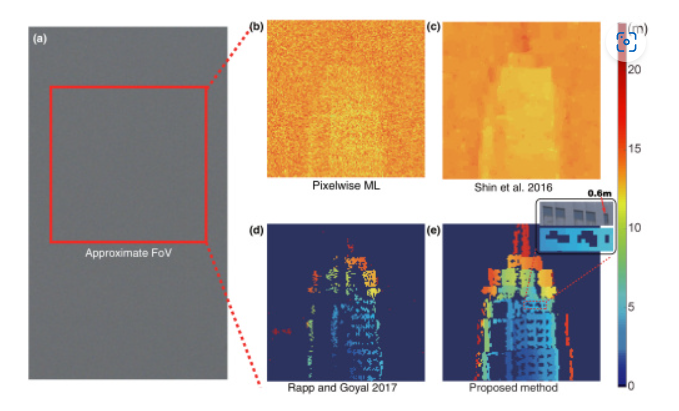 (a)
Approximate FoV
(b)
Pixelwise ML
(c)
Shin et al. 2016
(m)
20
15
10
5
0
0.6m
(d)
Rapp and Goyal 2017
(e)
Proposed method